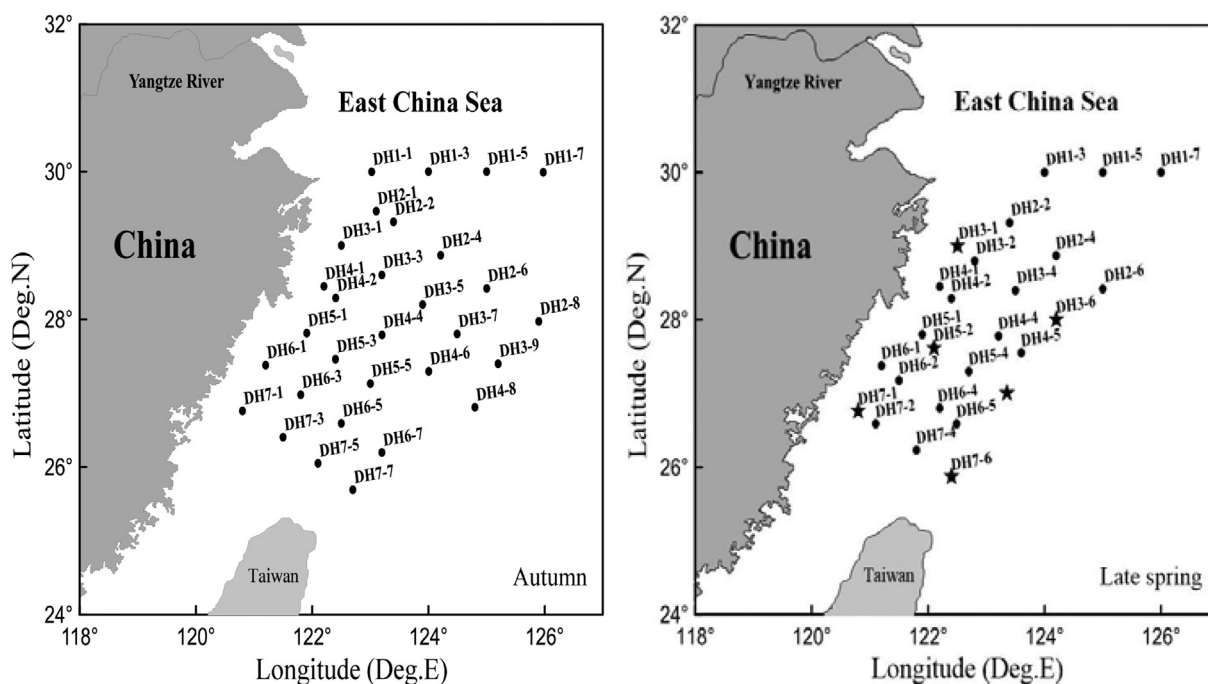 32°
30°
28°
26°
24°
Latitude (Deg.N)
Yangtze River
East China Sea
China
DH1-1
DH1-3
DH1-5
DH1-7
DH2-1
DH2-2
DH3-1
DH2-4
DH4-1
DH3-3
DH4-2
DH2-6
DH3-5
DH5-1
DH2-8
DH4-4
DH3-7
DH5-3
DH6-1
DH3-9
DH4-6
DH5-5
DH6-3
DH7-1
DH4-8
DH6-5
DH7-3
DH6-7
DH7-5
DH7-7
Taiwan
Autumn
118°
120°
122°
124°
126°
Longitude (Deg.E)
32°
30°
28°
26°
24°
Latitude (Deg.N)
Yangtze River
East China Sea
China
DH1-3
DH1-5
DH1-7
DH2-2
DH3-1
DH3-2
DH2-4
DH4-1
DH4-2
DH3-4
DH2-6
DH3-6
DH5-1
DH5-2
DH4-4
DH4-5
DH6-1
DH6-2
DH5-4
DH7-1
DH7-2
DH6-4
DH6-5
DH7-4
DH7-6
Taiwan
Late spring
118°
120°
122°
124°
126°
Longitude (Deg.E)